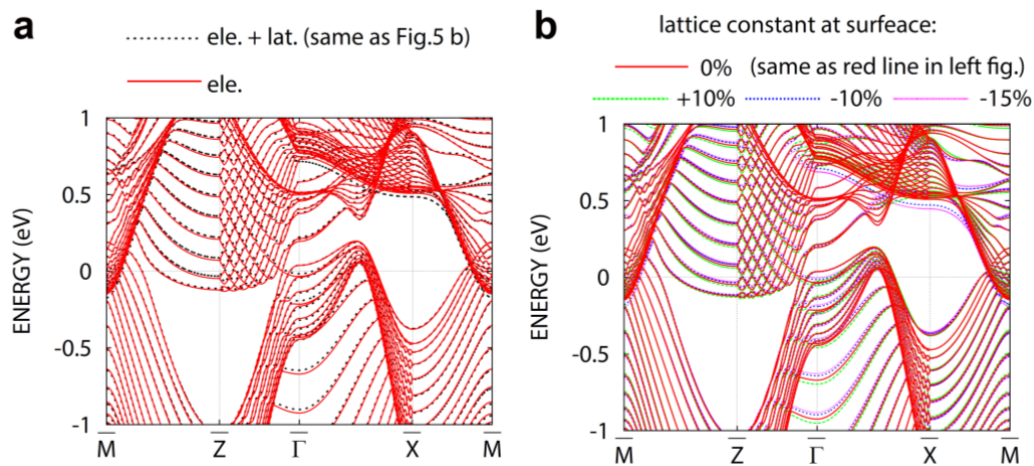 a
ele. + lat. (same as Fig.5 b)
ele.
ENERGY (eV)
1
0.5
0
-0.5
-1
M Z Γ X M
b
lattice constant at surfeace:
0% (same as red line in left fig.)
+10% -10% -15%
ENERGY (eV)
1
0.5
0
-0.5
-1
M Z Γ X M